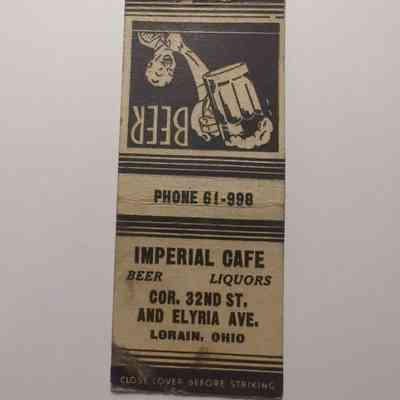 BEER
PHONE 61-998
IMPERIAL CAFE
BEER LIQUORS
COR. 32ND ST.
AND ELYRIA AVE.
LORAIN, OHIO
CLOSE COVER BEFORE STRIKING